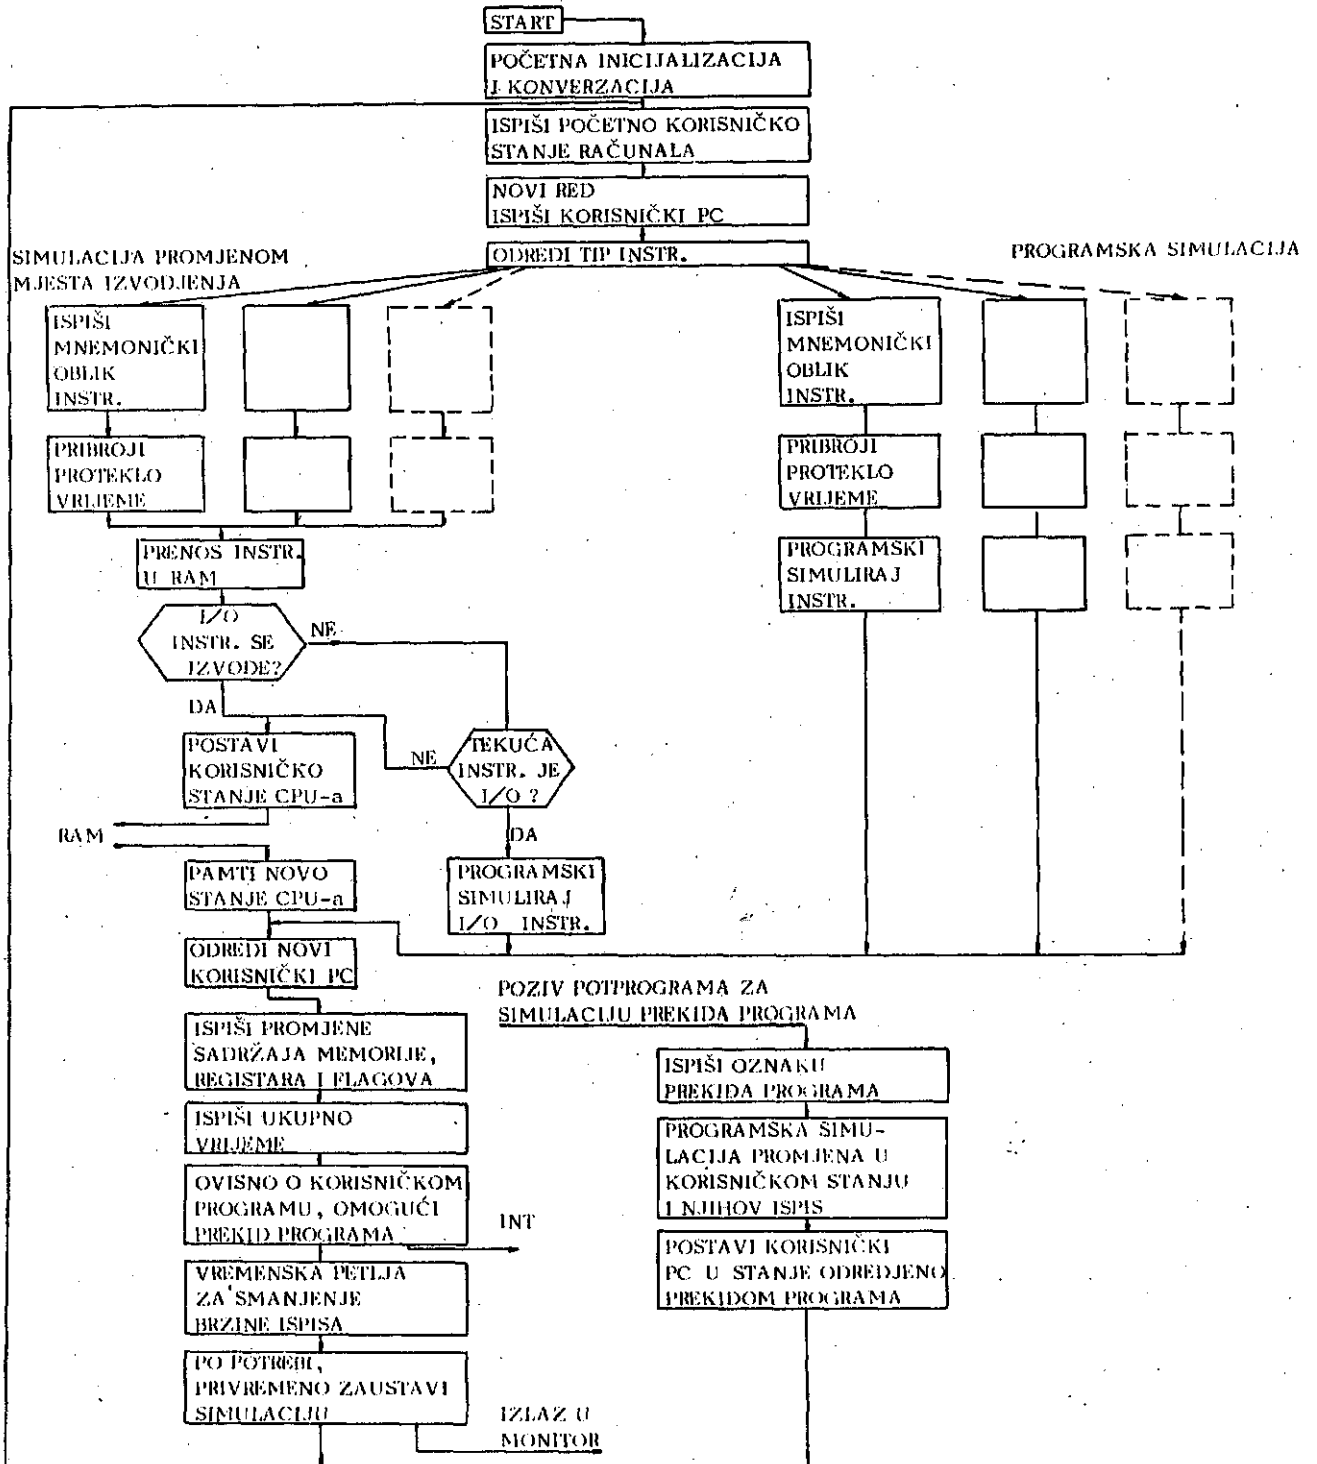 START
POČETNA INICIJALIZACIJA
I KONVERZACIJA
ISPIŠI POČETNO KORISNIČKO
STANJE RAČUNALA
NOVI RED
ISPIŠI KORISNIČKI PC
ODREDI TIP INSTR.
SIMULACIJA PROMJENOM
MJESTA IZVODJENJA
PROGRAMSKA SIMULACIJA
ISPIŠI
MNEMONIČKI
OBLIK
INSTR.
ISPIŠI
MNEMONIČKI
OBLIK
INSTR.
PRIBROJI
PROTEKLO
VRIJEME
PRIBROJI
PROTEKLO
VRIJEME
PRENOS INSTR.
U RAM
PROGRAMSKI
SIMULIRAJ
INSTR.
I/O
INSTR. SE
IZVODE?
NE
DA
POSTAVI
KORISNIČKO
STANJE CPU-a
NE
TEKUĆA
INSTR. JE
I/O ?
DA
RAM
PAMTI NOVO
STANJE CPU-a
PROGRAMSKI
SIMULIRAJ
I/O INSTR.
ODREDI NOVI
KORISNIČKI PC
ISPIŠI PROMJENE
SADRŽAJA MEMORIJE,
REGISTARA I FLAGOVA
ISPIŠI UKUPNO
VRIJEME
OVISNO O KORISNIČKOM
PROGRAMU, OMOGUĆI
PREKID PROGRAMA
INT
VREMENSKA PETLJA
ZA SMANJENJE
BRZINE ISPISA
PO POTREBI,
PRIVREMENO ZAUSTAVI
SIMULACIJU
IZLAZ U
MONITOR
POZIV POTPROGRAMA ZA
SIMULACIJU PREKIDA PROGRAMA
ISPIŠI OZNAKU
PREKIDA PROGRAMA
PROGRAMSKA SIMU-
LACIJA PROMJENA U
KORISNIČKOM STANJU
I NJIHOV ISPIS
POSTAVI KORISNIČKI
PC U STANJE ODREDJENO
PREKIDOM PROGRAMA